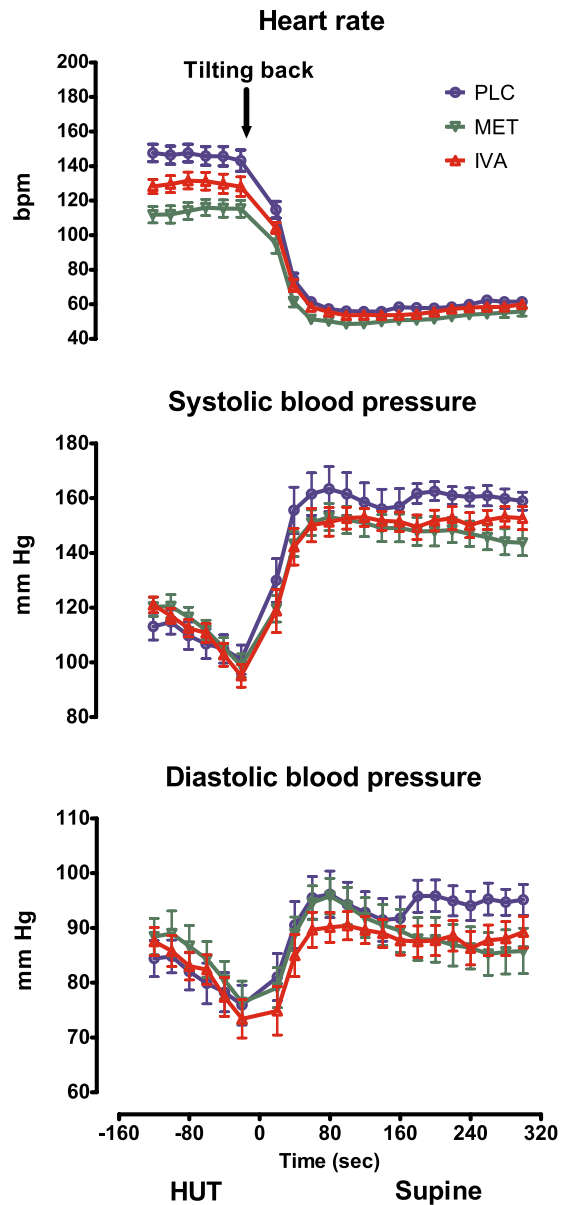 Heart rate
Tilting back
PLC
MET
IVA
200
180
160
140
120
100
80
60
40
bpm
Systolic blood pressure
180
160
140
120
100
80
mm Hg
Diastolic blood pressure
110
100
90
80
70
60
mm Hg
-160 -80 0 80 160 240 320
Time (sec)
HUT Supine